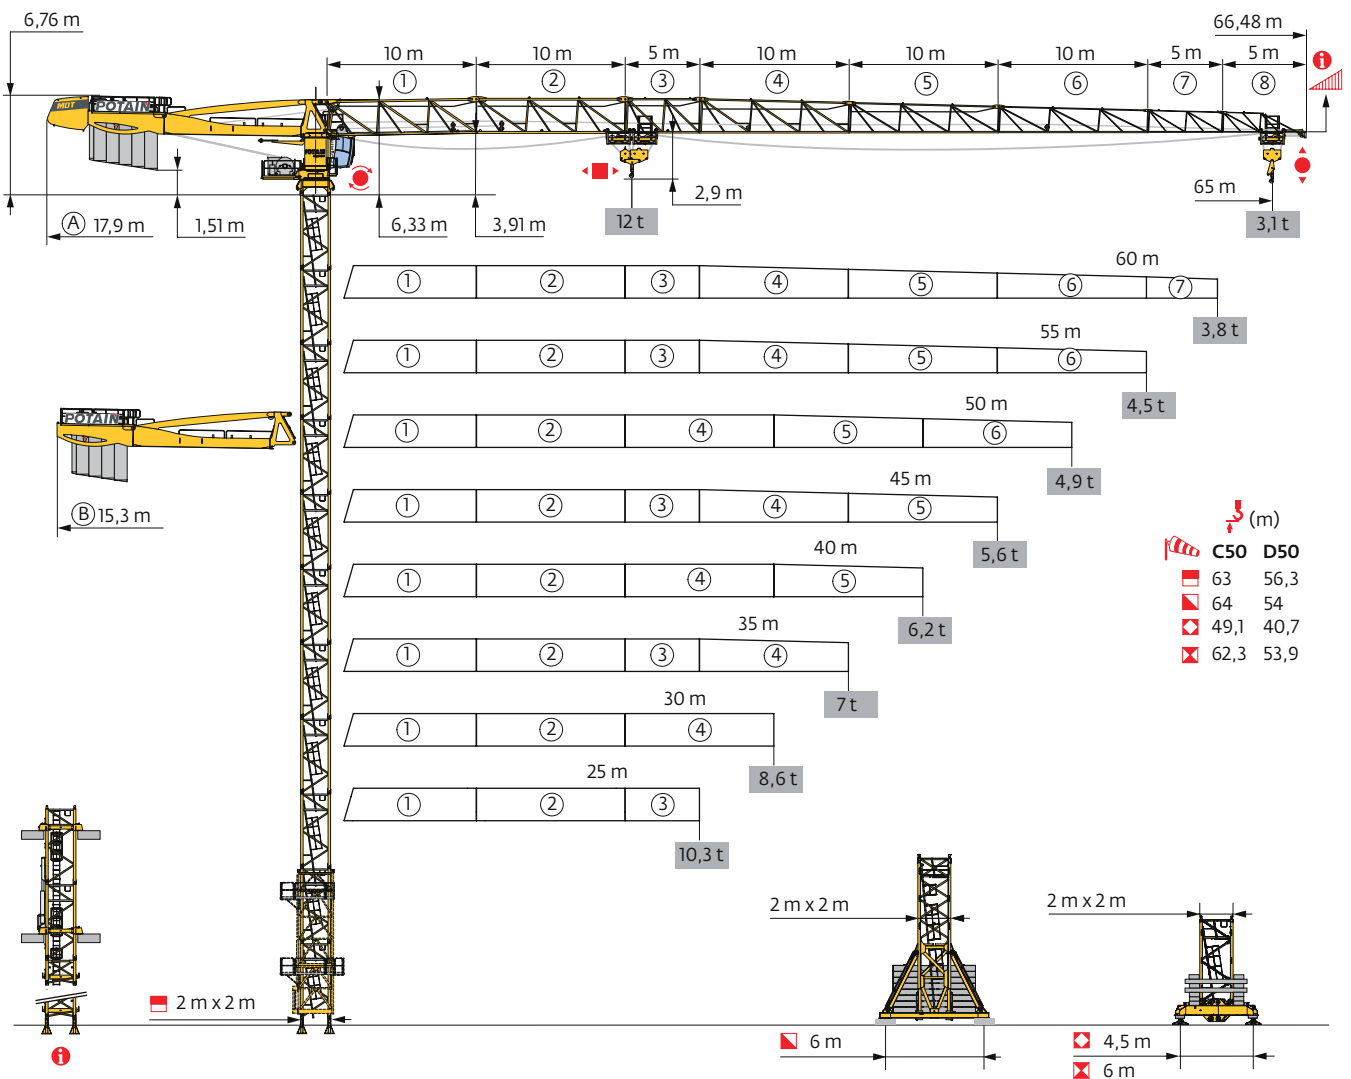 6,76 m
66,48 m
10 m 10 m 5 m 10 m 10 m 10 m 5 m 5 m
1 2 3 4 5 6 7 8
i
MDT POTAIN
POTAIN
2,9 m
65 m
A 17,9 m
1,51 m
6,33 m
3,91 m
12 t
3,1 t
60 m
1 2 3 4 5 6 7
3,8 t
55 m
1 2 3 4 5 6
4,5 t
POTAIN
50 m
1 2 4 5 6
4,9 t
B 15,3 m
45 m
1 2 3 4 5
5,6 t
(m)
C50 D50
63 56,3
64 54
49,1 40,7
62,3 53,9
40 m
1 2 4 5
6,2 t
35 m
1 2 3 4
7 t
30 m
1 2 4
8,6 t
25 m
1 2 3
10,3 t
2 m x 2 m
2 m x 2 m
2 m x 2 m
i
6 m
4,5 m
6 m